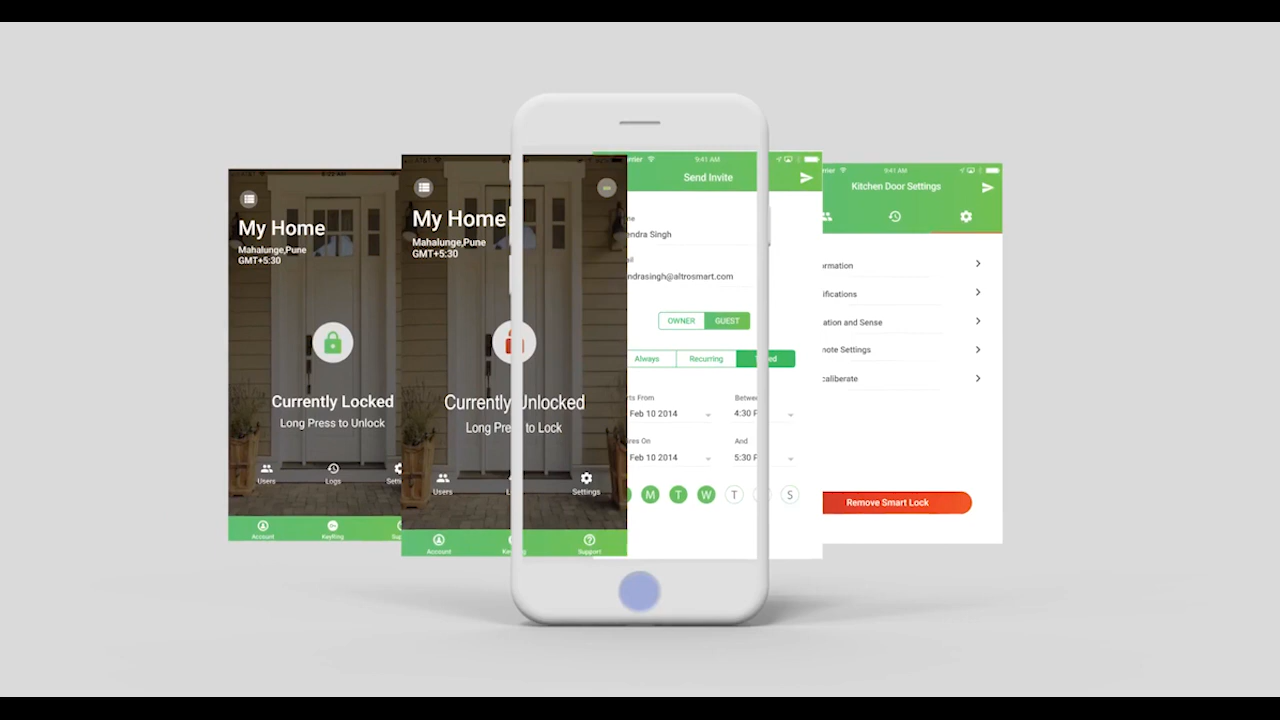 My Home
Mahalunge,Pune
GMT+5:30
Currently Locked
Long Press to Unlock
Users
Logs
Account
KeyRing
My Home
Mahalunge,Pune
GMT+5:30
Currently Unlocked
Long Press to Lock
Users
Settings
Account
Support
9:41 AM
Send Invite
endra Singh
ndrasingh@altrosmart.com
OWNER
GUEST
Always
Recurring
rts From
Feb 10 2014
4:30 P
ires On
And
Feb 10 2014
5:30 P
M
T
W
T
S
9:41 AM
Kitchen Door Settings
rmation
ifications
ation and Sense
mote Settings
caliberate
Remove Smart Lock